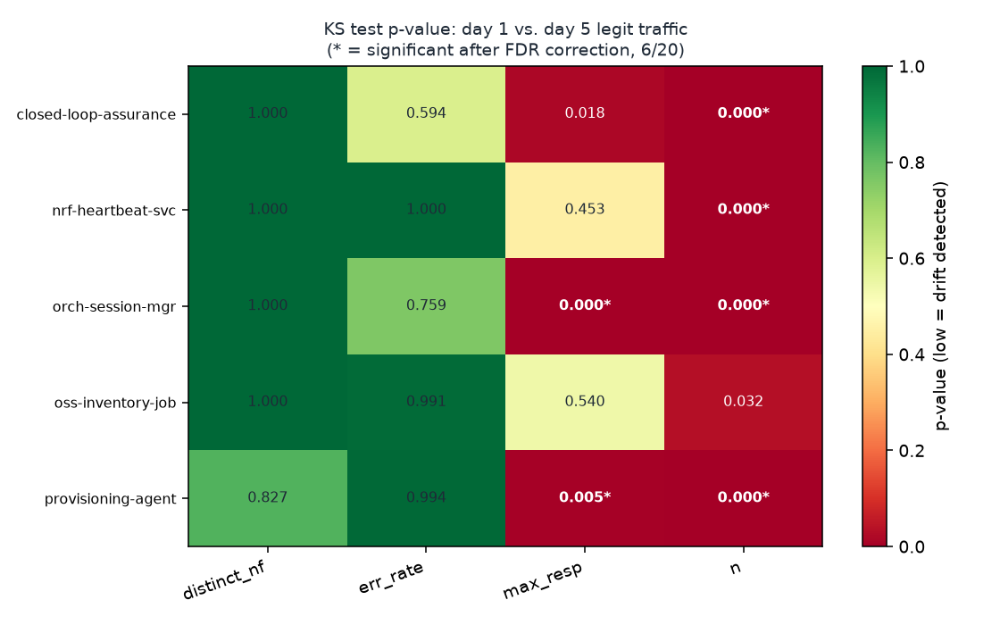 KS test p-value: day 1 vs. day 5 legit traffic
(* = significant after FDR correction, 6/20)
closed-loop-assurance 1.000 0.594 0.018 0.000*
nrf-heartbeat-svc 1.000 1.000 0.453 0.000*
orch-session-mgr 1.000 0.759 0.000* 0.000*
oss-inventory-job 1.000 0.991 0.540 0.032
provisioning-agent 0.827 0.994 0.005* 0.000*
distinct_nf err_rate max_resp n
1.0
0.8
0.6
0.4
0.2
0.0
p-value (low = drift detected)